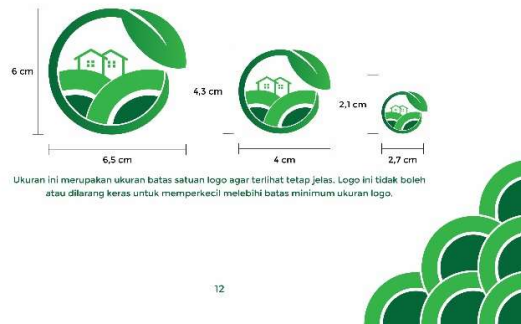 6 cm
6,5 cm
4,3 cm
4 cm
2,1 cm
2,7 cm
Ukuran ini merupakan ukuran batas satuan logo agar terlihat tetap jelas. Logo ini tidak boleh
atau dilarang keras untuk memperkecil melebihi batas minimum ukuran logo.
12